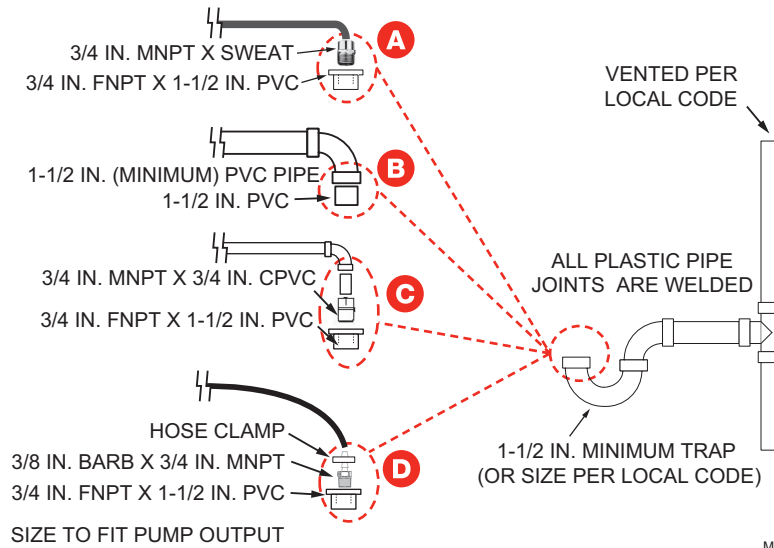 3/4 IN. MNPT X SWEAT
A
3/4 IN. FNPT X 1-1/2 IN. PVC
VENTED PER
LOCAL CODE
B
1-1/2 IN. (MINIMUM) PVC PIPE
1-1/2 IN. PVC
3/4 IN. MNPT X 3/4 IN. CPVC
C
3/4 IN. FNPT X 1-1/2 IN. PVC
ALL PLASTIC PIPE
JOINTS ARE WELDED
HOSE CLAMP
3/8 IN. BARB X 3/4 IN. MNPT
D
3/4 IN. FNPT X 1-1/2 IN. PVC
1-1/2 IN. MINIMUM TRAP
(OR SIZE PER LOCAL CODE)
SIZE TO FIT PUMP OUTPUT
M